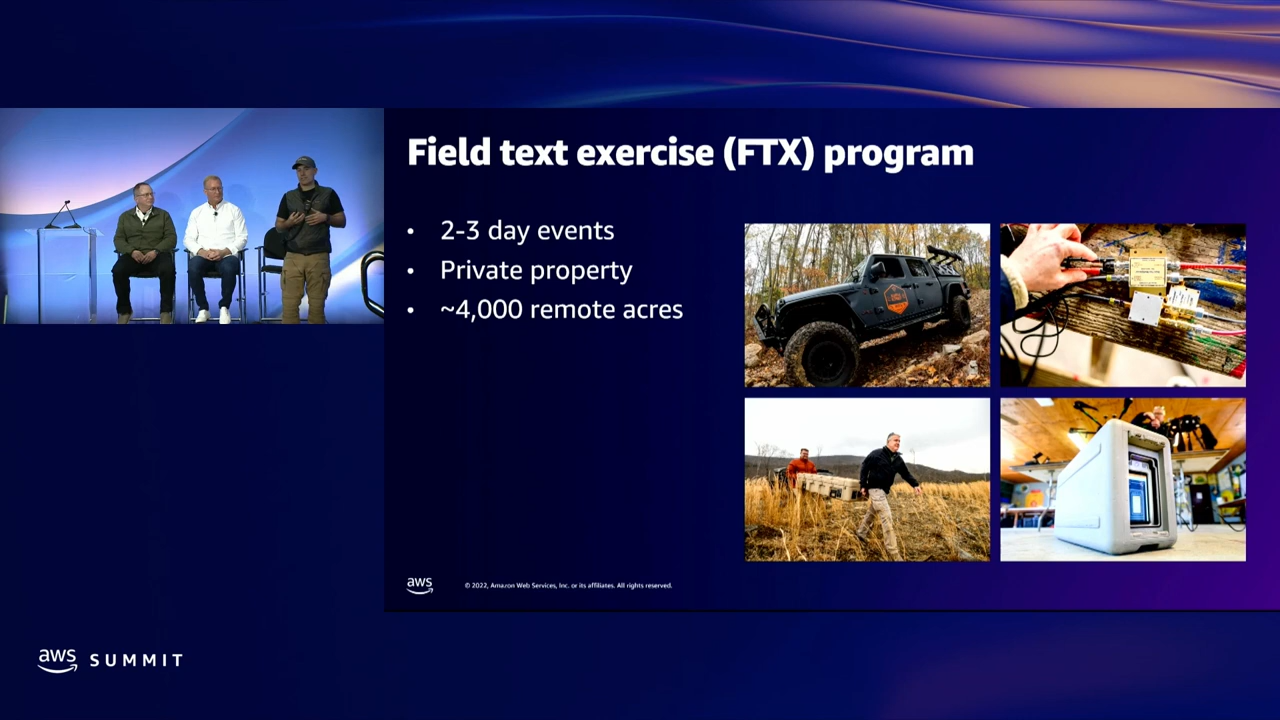 Field text exercise (FTX) program
• 2-3 day events
• Private property
• ~4,000 remote acres
aws
© 2022, Amazon Web Services, Inc. or its affiliates. All rights reserved.
aws SUMMIT